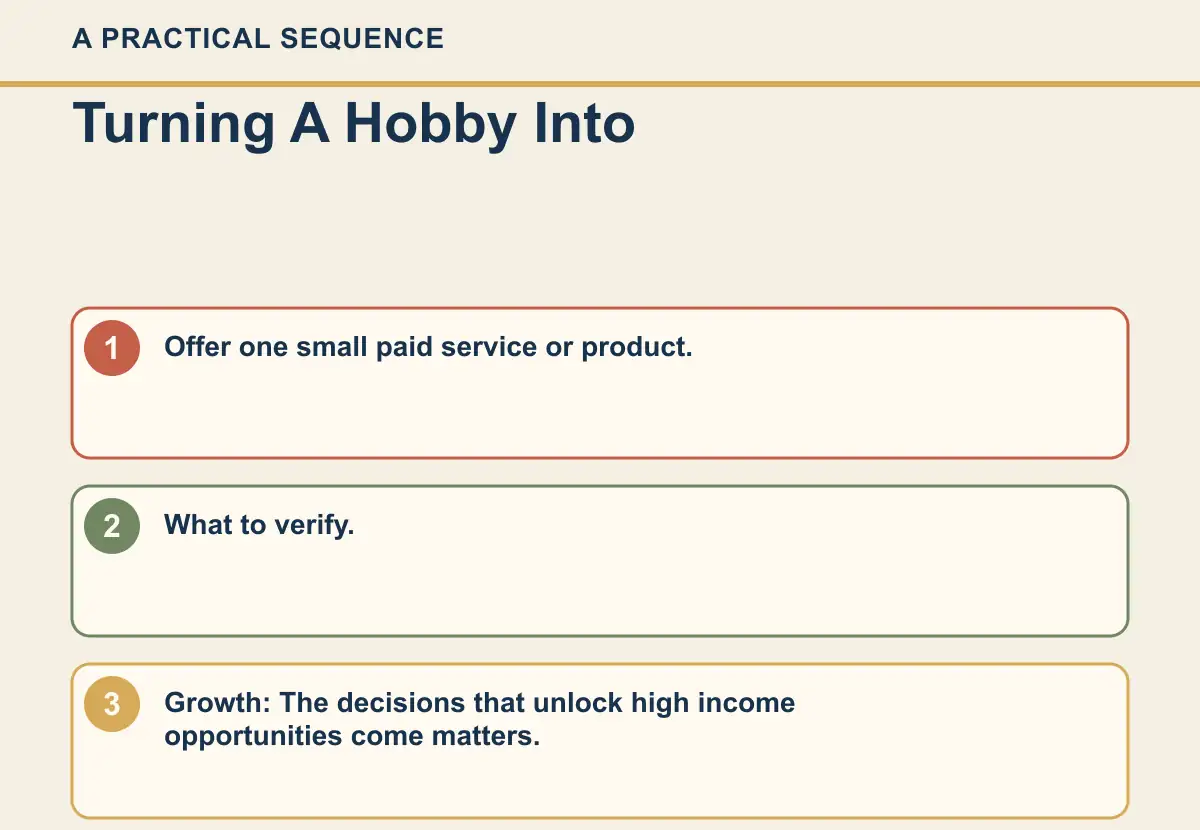 A PRACTICAL SEQUENCE
Turning A Hobby Into
1
Offer one small paid service or product.
2
What to verify.
3
Growth: The decisions that unlock high income
opportunities come matters.